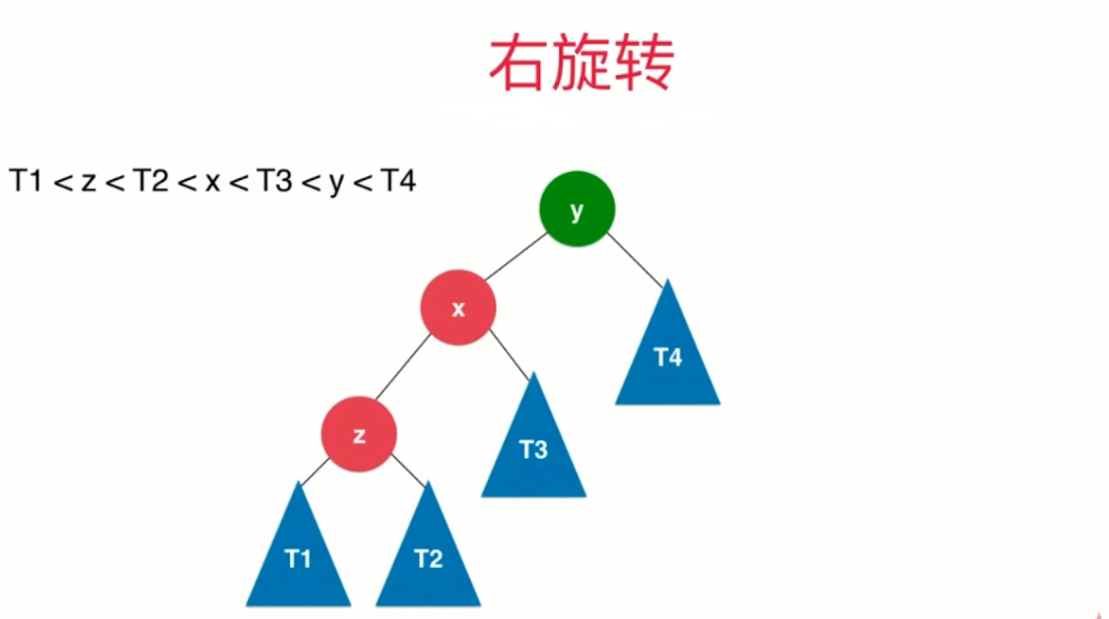 右旋转
T1 < z < T2 < x < T3 < y < T4
y
x
T4
z
T3
T1
T2